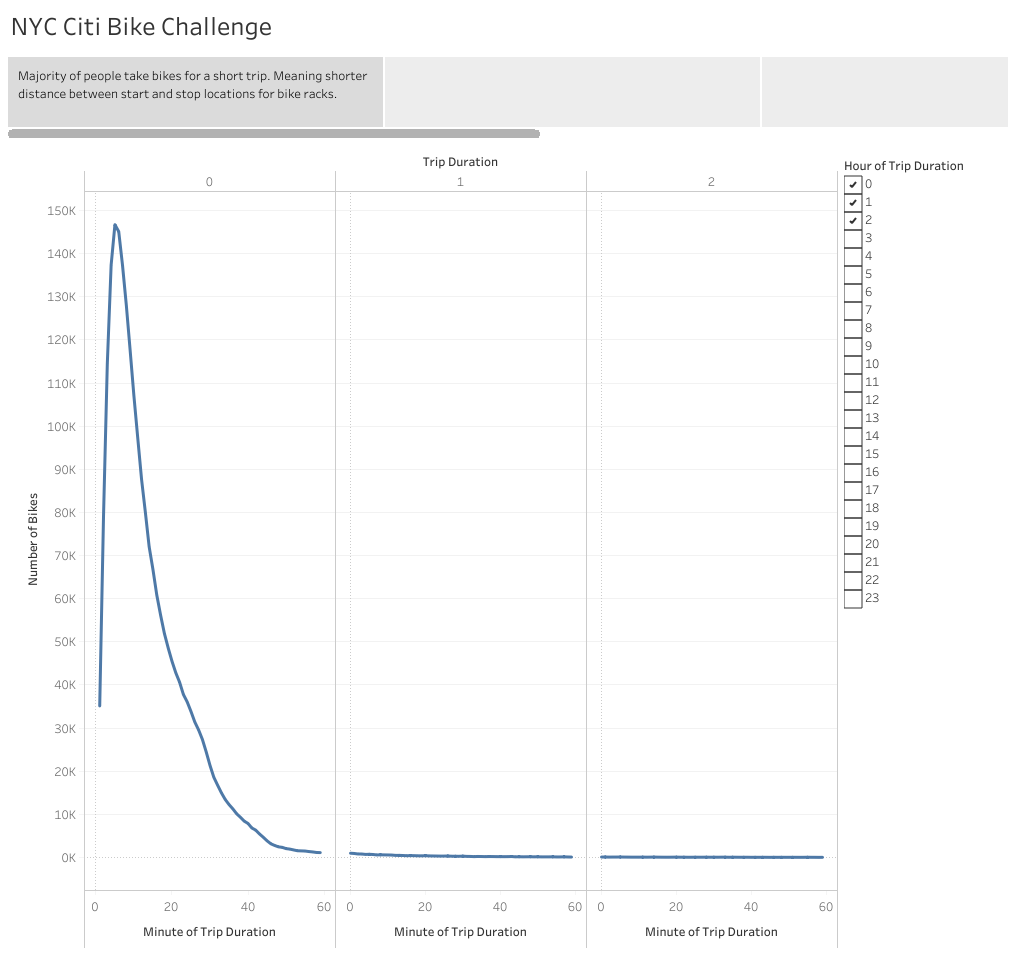 NYC Citi Bike Challenge
Majority of people take bikes for a short trip. Meaning shorter
distance between start and stop locations for bike racks.
Trip Duration
0 1 2
Hour of Trip Duration
0
1
2
3
4
5
6
7
8
9
10
11
12
13
14
15
16
17
18
19
20
21
22
23
Number of Bikes
150K
140K
130K
120K
110K
100K
90K
80K
70K
60K
50K
40K
30K
20K
10K
0K
0 20 40 60 0 20 40 60 0 20 40 60
Minute of Trip Duration Minute of Trip Duration Minute of Trip Duration